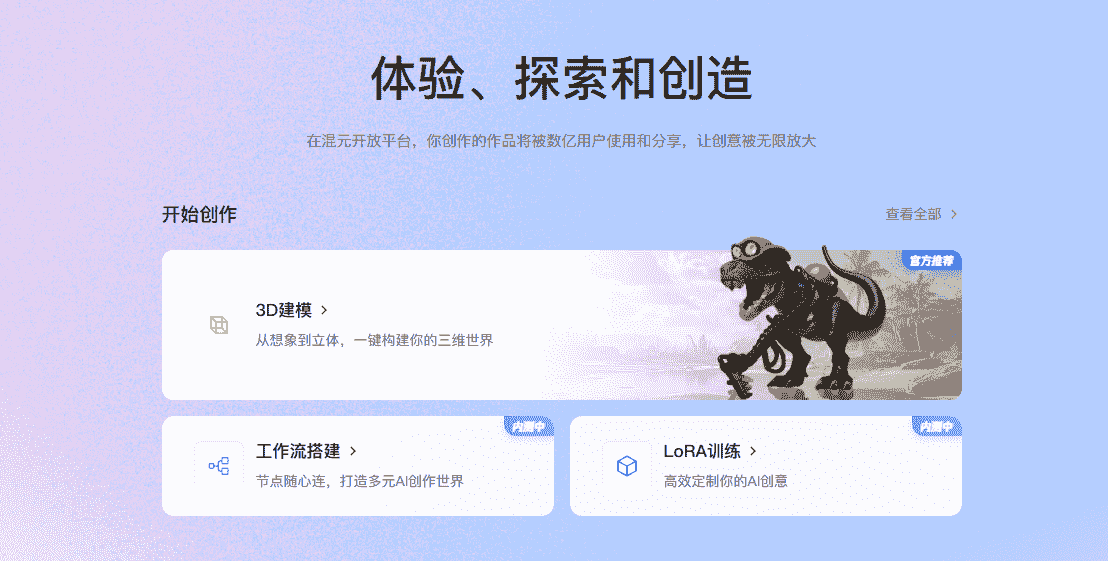 体验、探索和创造
在混元开放平台，你创作的作品将被数亿用户使用和分享，让创意被无限放大
开始创作
查看全部
官方推荐
3D建模
从想象到立体，一键构建你的三维世界
内测中
工作流搭建
节点随心连，打造多元AI创作世界
内测中
LoRA训练
高效定制你的AI创意